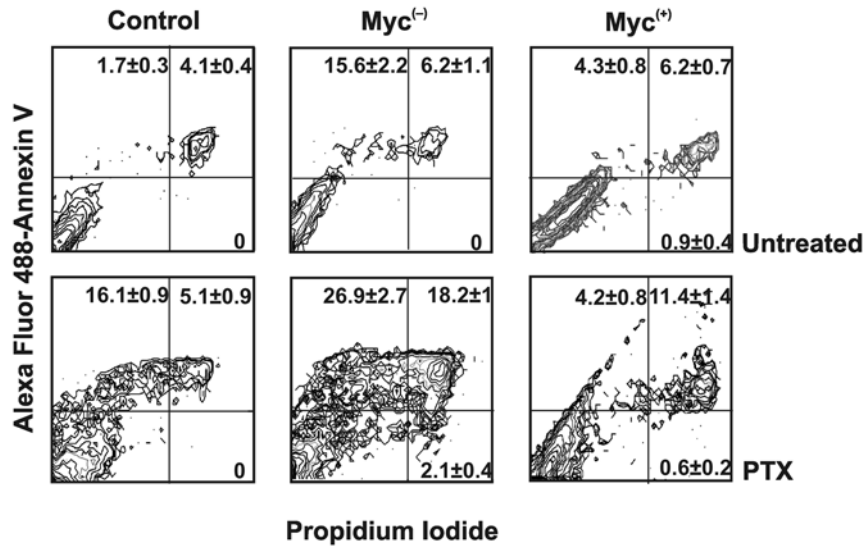 Control Myc(-) Myc(+)
Alexa Fluor 488-Annexin V
1.7±0.3 4.1±0.4 15.6±2.2 6.2±1.1 4.3±0.8 6.2±0.7
0 0 0.9±0.4 Untreated
16.1±0.9 5.1±0.9 26.9±2.7 18.2±1 4.2±0.8 11.4±1.4
0 2.1±0.4 0.6±0.2 PTX
Propidium Iodide